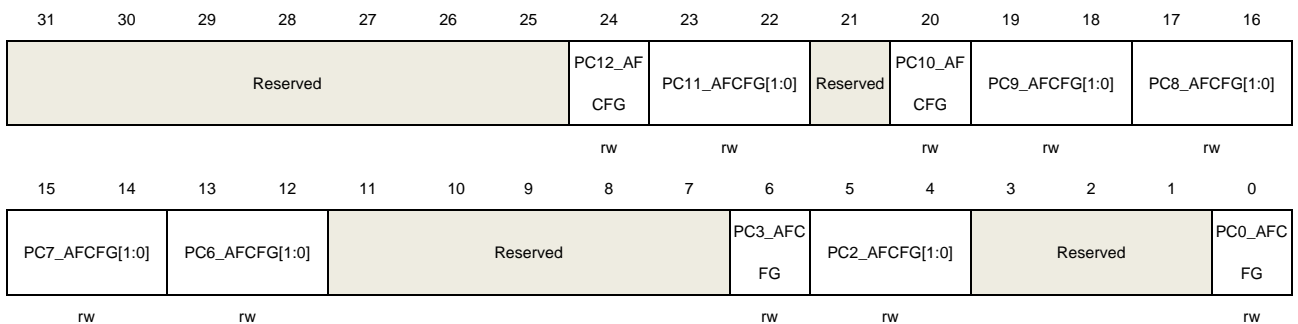 31 30 29 28 27 26 25 24 23 22 21 20 19 18 17 16
Reserved PC12_AF CFG PC11_AFCFG[1:0] Reserved PC10_AF CFG PC9_AFCFG[1:0] PC8_AFCFG[1:0]
rw rw rw rw rw
15 14 13 12 11 10 9 8 7 6 5 4 3 2 1 0
PC7_AFCFG[1:0] PC6_AFCFG[1:0] Reserved PC3_AFC FG PC2_AFCFG[1:0] Reserved PC0_AFC FG
rw rw rw rw rw